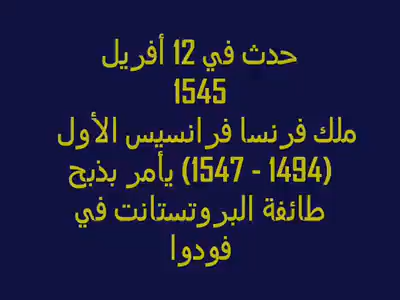 حدث في 12 أفريل
1545
ملك فرنسا فرانسيس الأول
(1494 - 1547) يأمر بذبح
طائفة البروتستانت في
فودوا